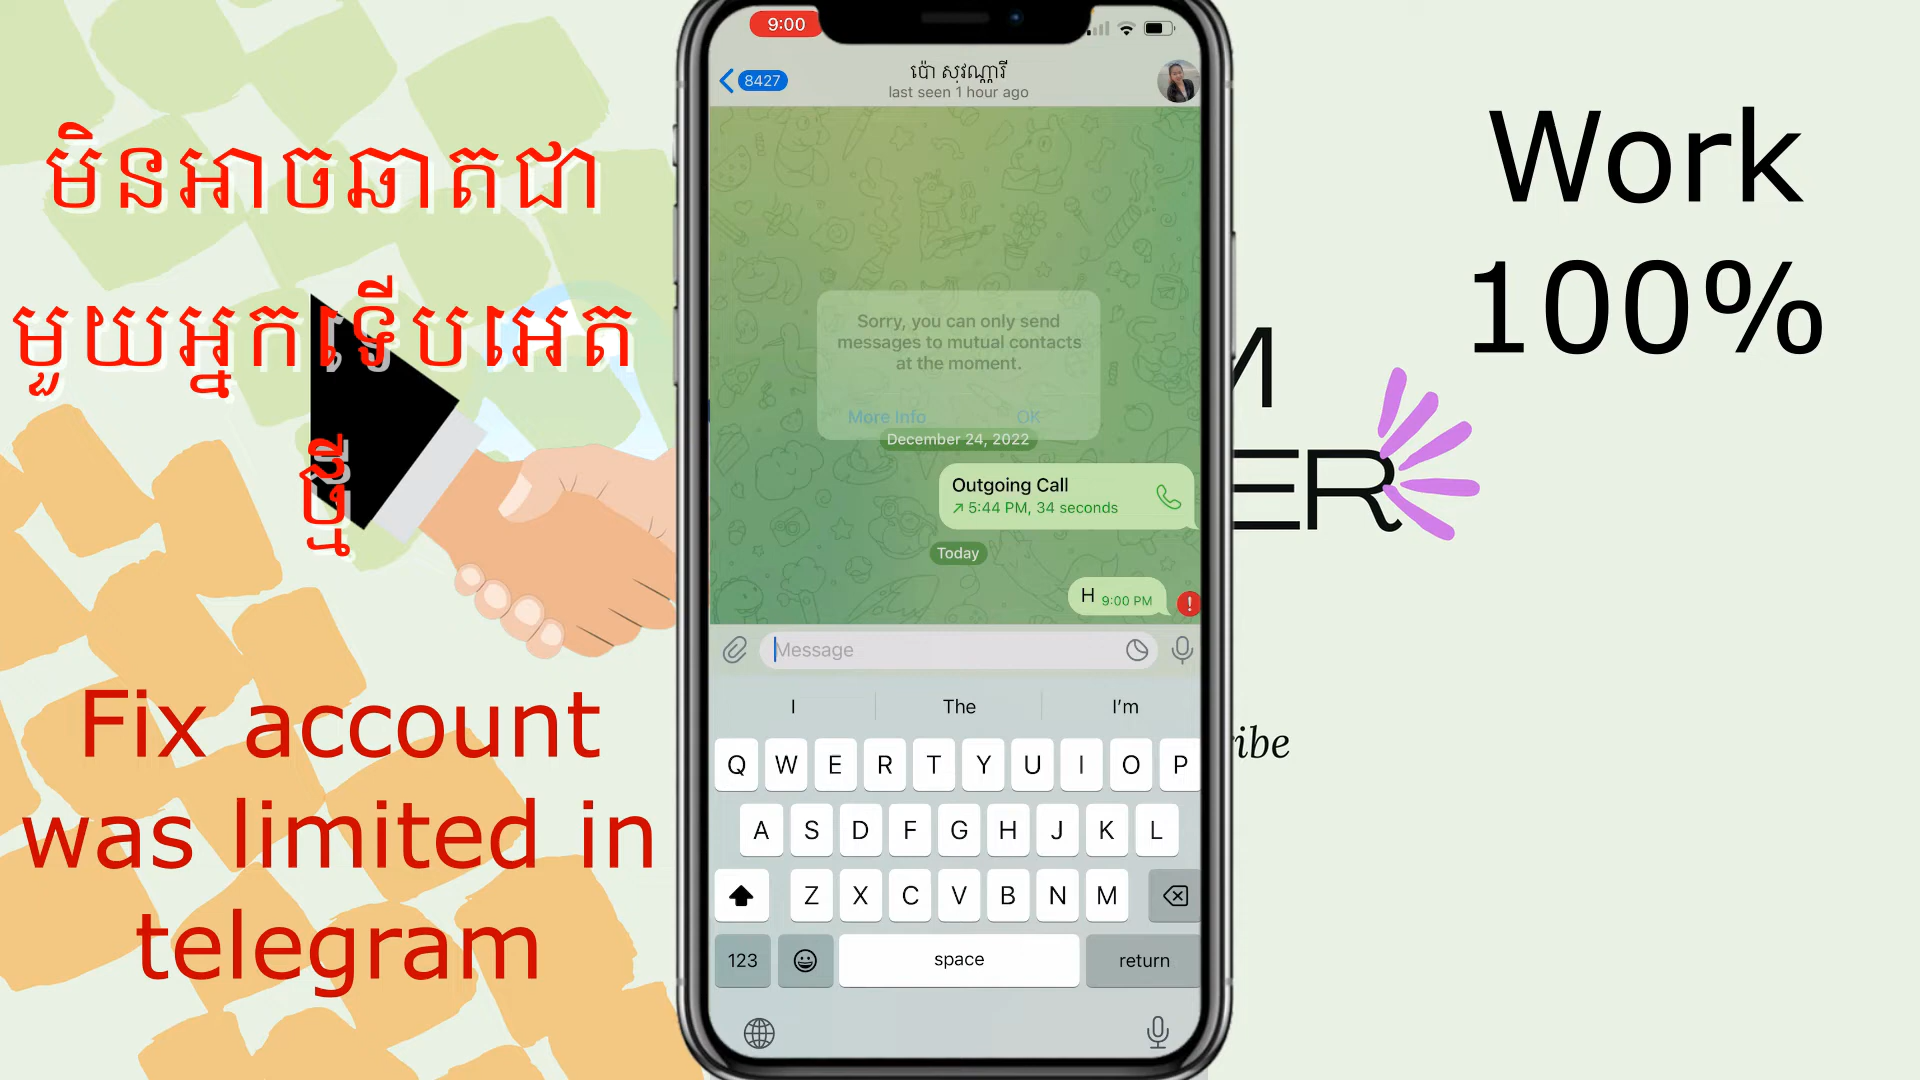 មិនអាចឆាតជា
មួយអ្នកទើបអេត
ថ្មី
Fix account
was limited in
telegram
9:00
8427
ប៉ោ សុវណ្ណារី
last seen 1 hour ago
Sorry, you can only send
messages to mutual contacts
at the moment.
More Info
OK
December 24, 2022
Outgoing Call
5:44 PM, 34 seconds
Today
H 9:00 PM
!
Message
I The I'm
Q W E R T Y U I O P
A S D F G H J K L
Z X C V B N M
123 space return
Work
100%
M
ER
ribe